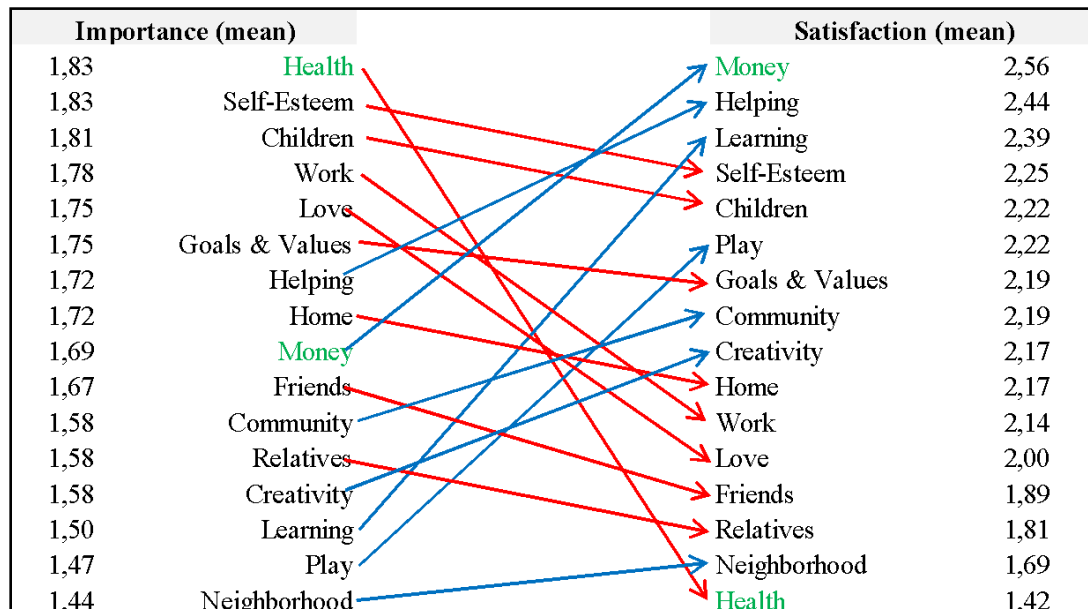 Importance (mean) Satisfaction (mean)
1,83 Health Money 2,56
1,83 Self-Esteem Helping 2,44
1,81 Children Learning 2,39
1,78 Work Self-Esteem 2,25
1,75 Love Children 2,22
1,75 Goals & Values Play 2,22
1,72 Helping Goals & Values 2,19
1,72 Home Community 2,19
1,69 Money Creativity 2,17
1,67 Friends Home 2,17
1,58 Community Work 2,14
1,58 Relatives Love 2,00
1,58 Creativity Friends 1,89
1,50 Learning Relatives 1,81
1,47 Play Neighborhood 1,69
1,44 Neighborhood Health 1,42